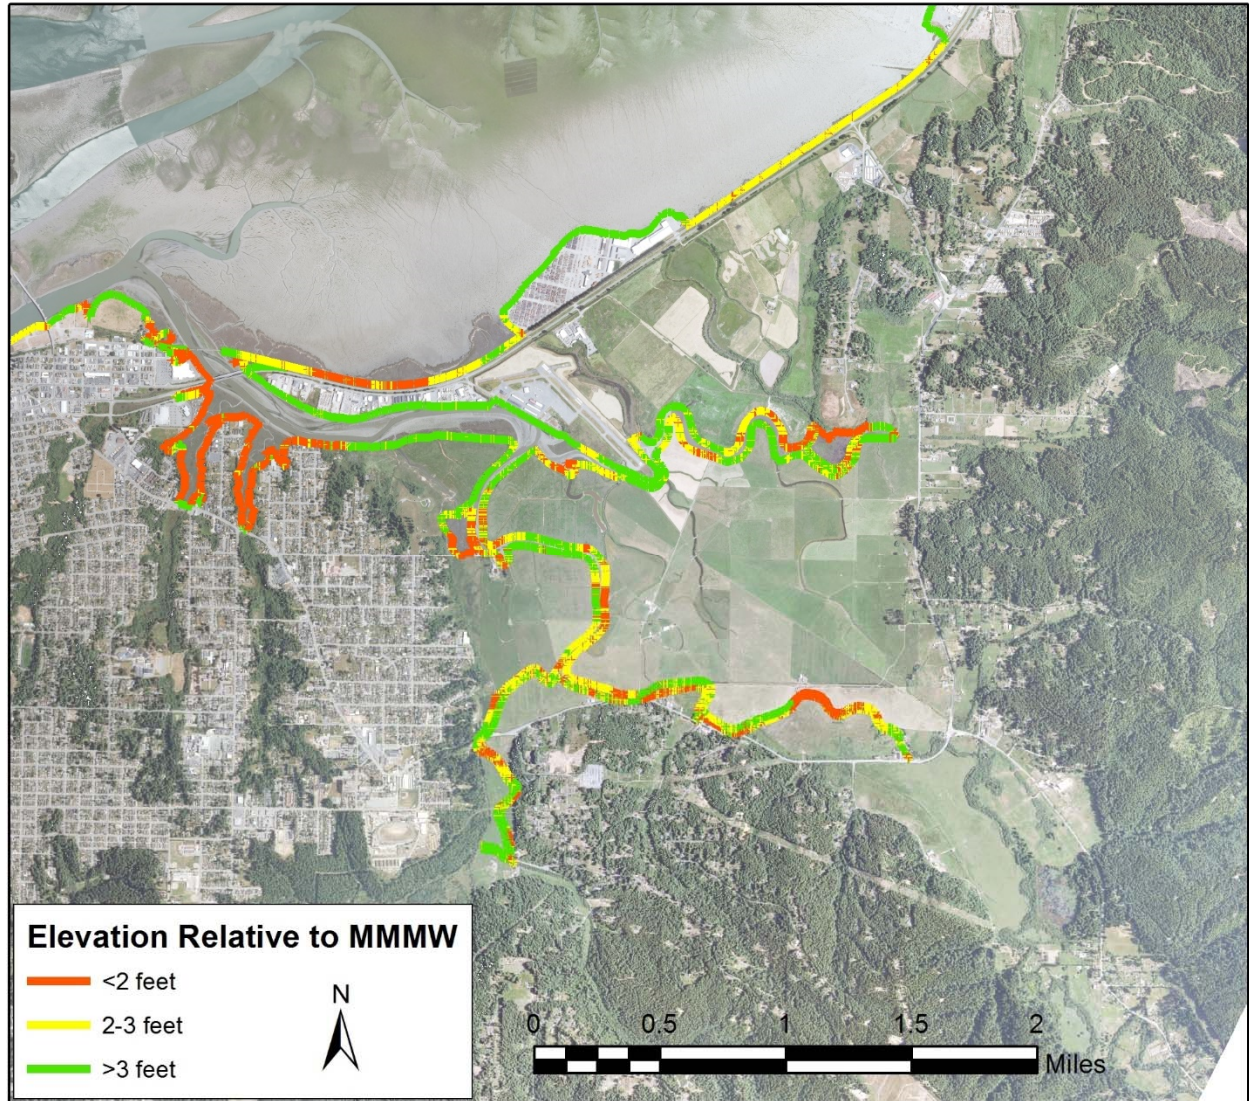 Elevation Relative to MMMW
<2 feet
2-3 feet
>3 feet
N
0 0.5 1 1.5 2
Miles